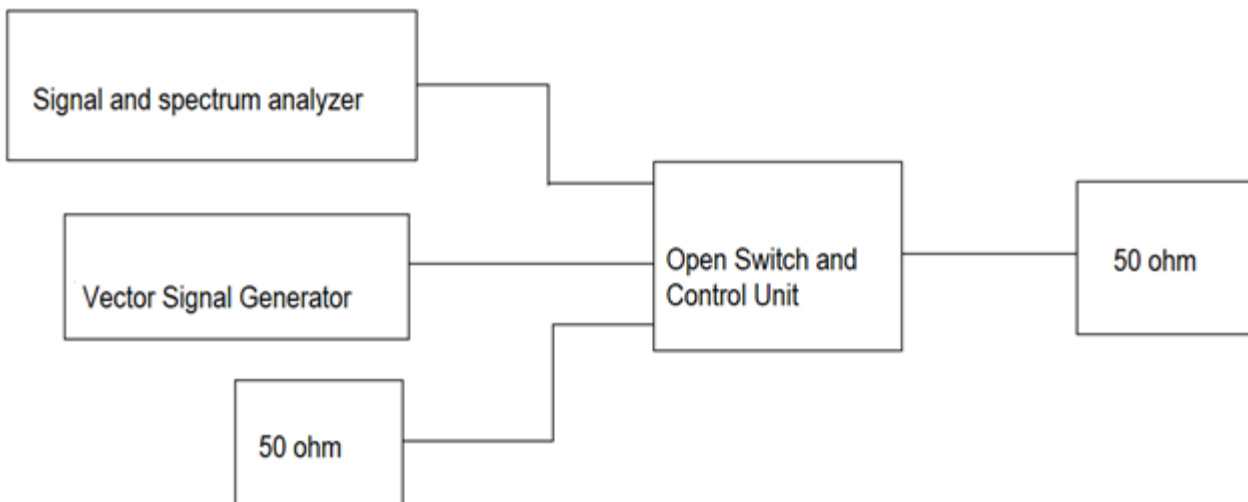 Signal and spectrum analyzer
Vector Signal Generator
Open Switch and
Control Unit
50 ohm
50 ohm